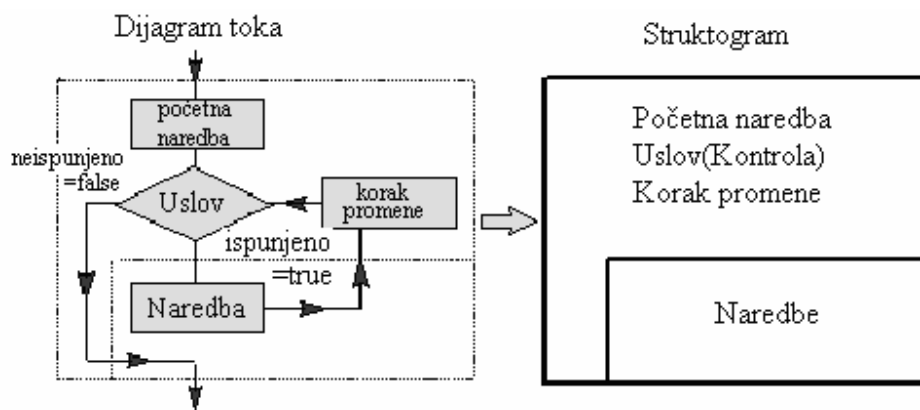 Dijagram toka
početna
naredba
neispunjeno
=false
Uslov
korak
promene
ispunjeno
=true
Naredba
Struktogram
Početna naredba
Uslov(Kontrola)
Korak promene
Naredbe